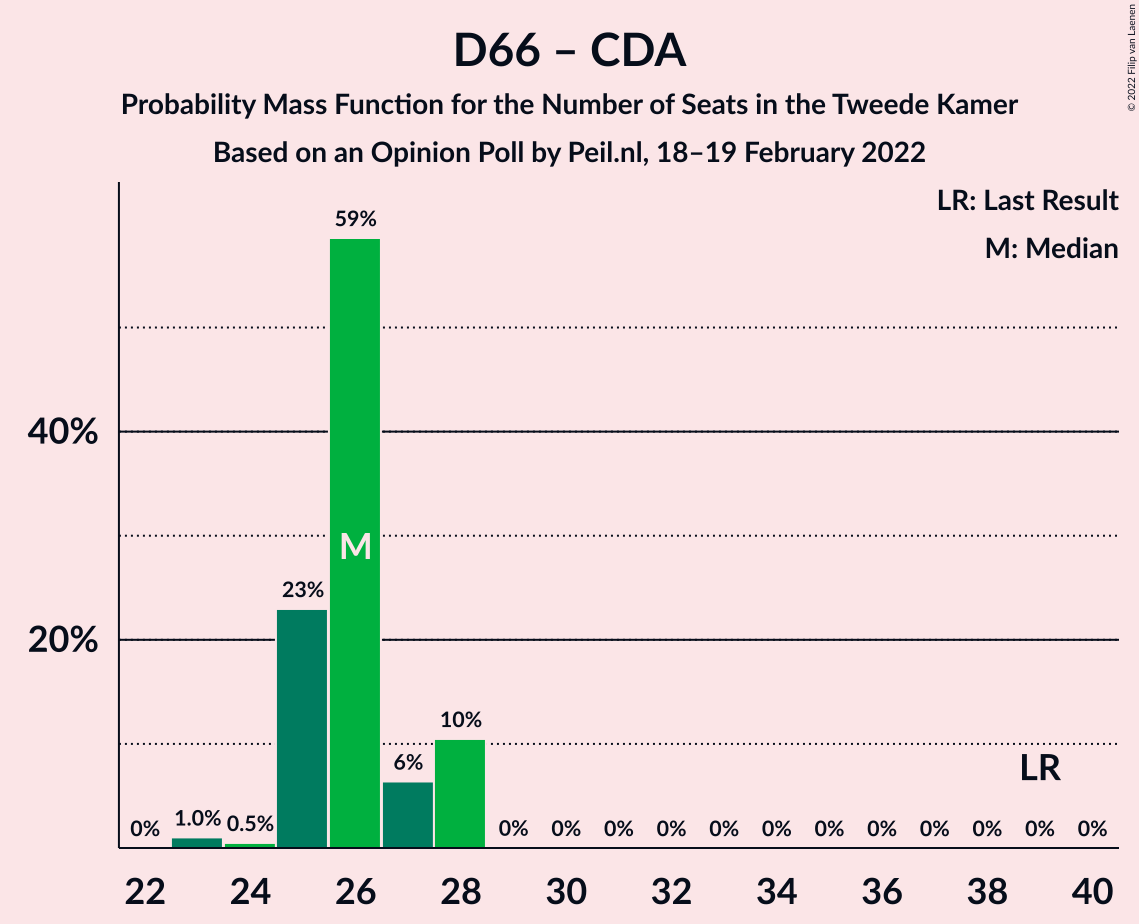 D66 – CDA
Probability Mass Function for the Number of Seats in the Tweede Kamer
Based on an Opinion Poll by Peil.nl, 18–19 February 2022
© 2022 Filip van Laenen
LR: Last Result
M: Median
59%
40%
M
23%
20%
10%
6%
LR
0% 1.0% 0.5% 0% 0% 0% 0% 0% 0% 0% 0% 0% 0% 0% 0%
22 24 26 28 30 32 34 36 38 40